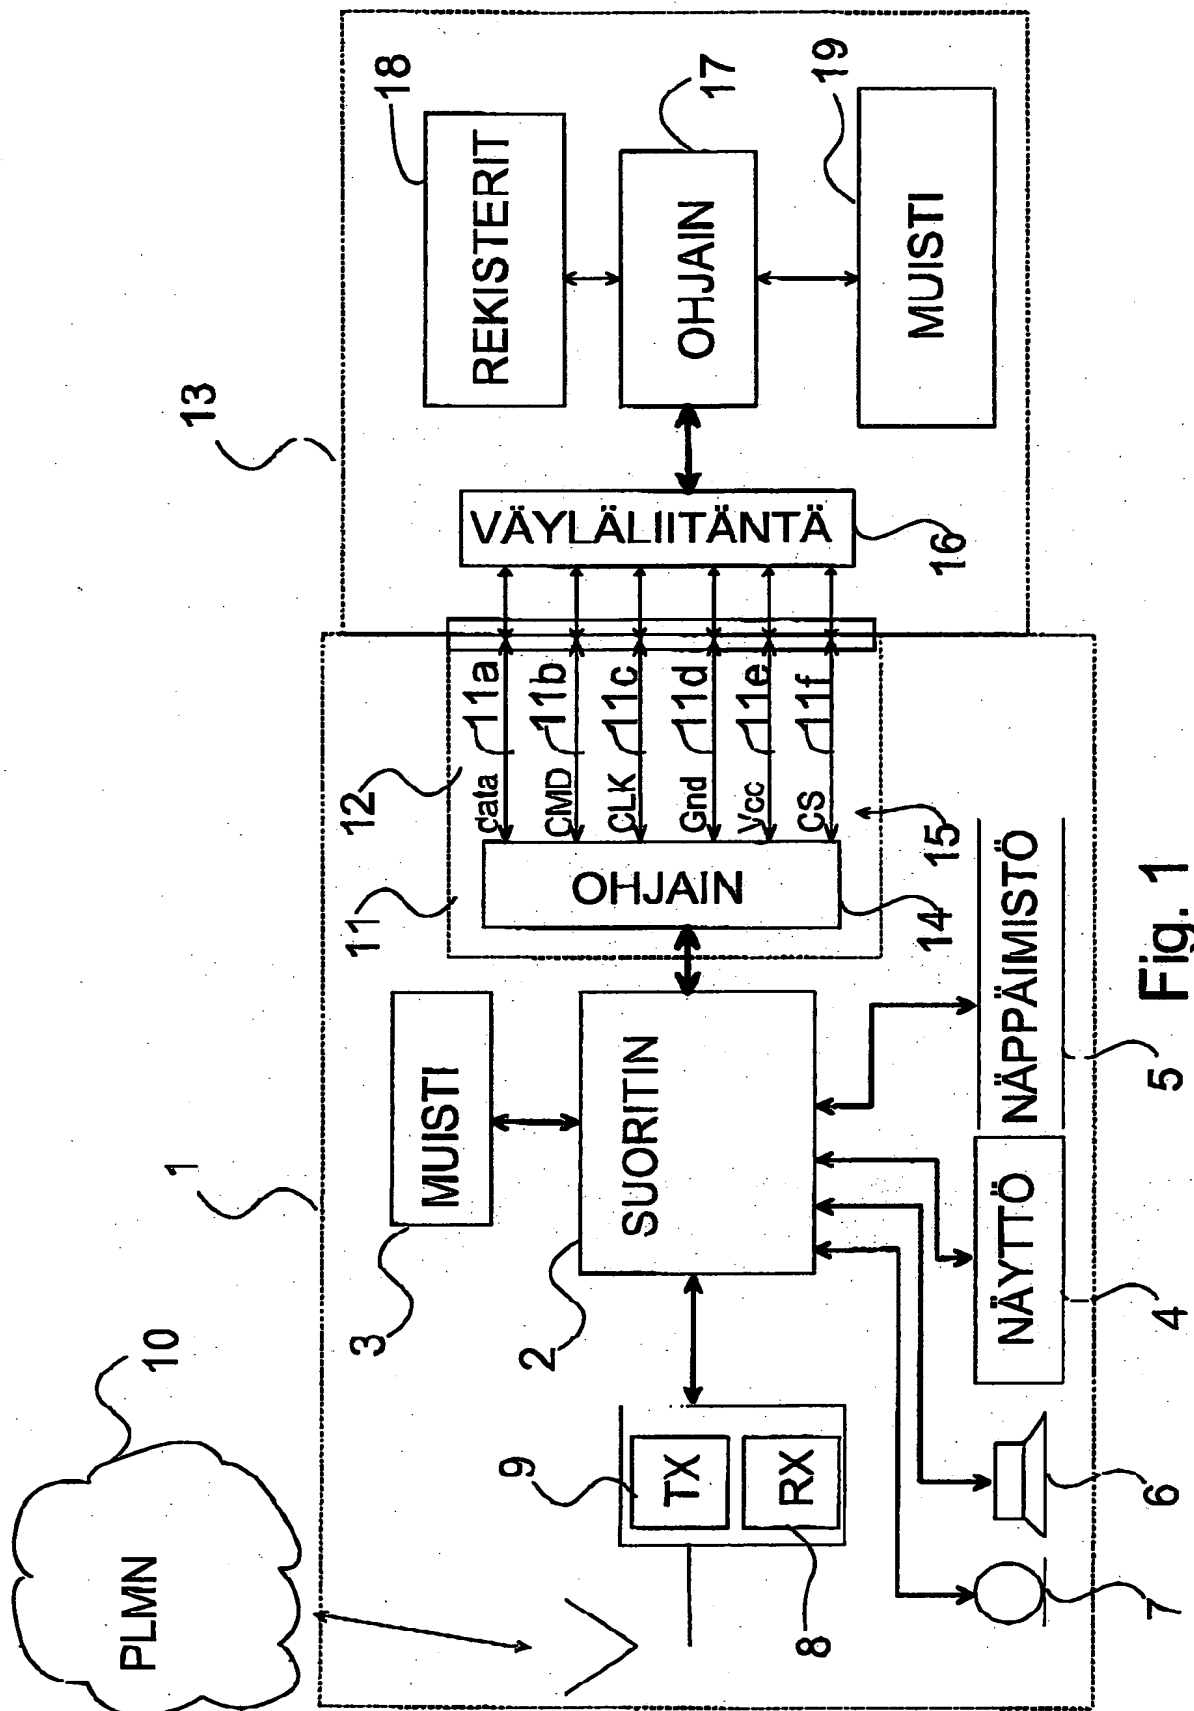 PLMN
10
1
13
3
MUISTI
11
12
18
REKISTERIT
9
TX
RX
8
2
SUORITIN
OHJAIN
14
15
data
11a
CMD
11b
CLK
11c
Gnd
11d
Vcc
11e
CS
11f
VÄYLÄLIITÄNTÄ
16
OHJAIN
17
MUISTI
19
7
6
NÄYTTÖ
4
NÄPPÄIMISTÖ
5
Fig. 1